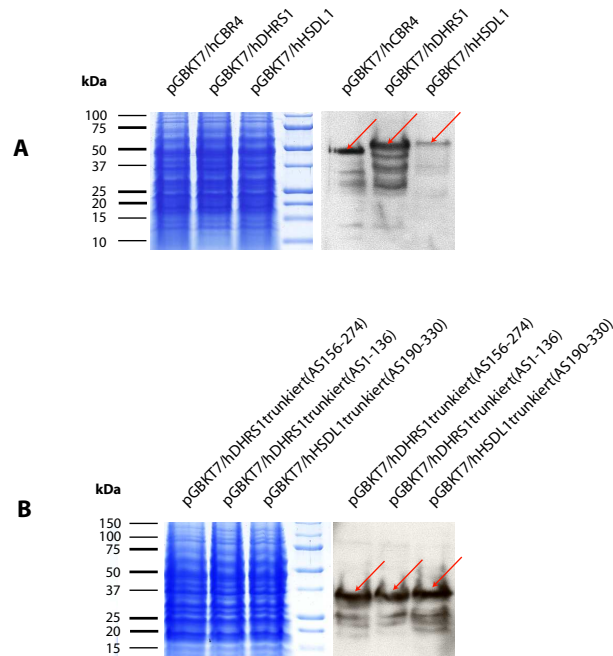 pGBKT7/hCBR4
pGBKT7/hDHRS1
pGBKT7/hHSDL1
pGBKT7/hCBR4
pGBKT7/hDHRS1
pGBKT7/hHSDL1
kDa
A
100
75
50
37
25
20
15
10
pGBKT7/hDHRS1trunkiert(AS156-274)
pGBKT7/hDHRS1trunkiert(AS1-136)
pGBKT7/hHSDL1trunkiert(AS190-330)
pGBKT7/hDHRS1trunkiert(AS156-274)
pGBKT7/hDHRS1trunkiert(AS1-136)
pGBKT7/hHSDL1trunkiert(AS190-330)
kDa
B
150
100
75
50
37
25
20
15